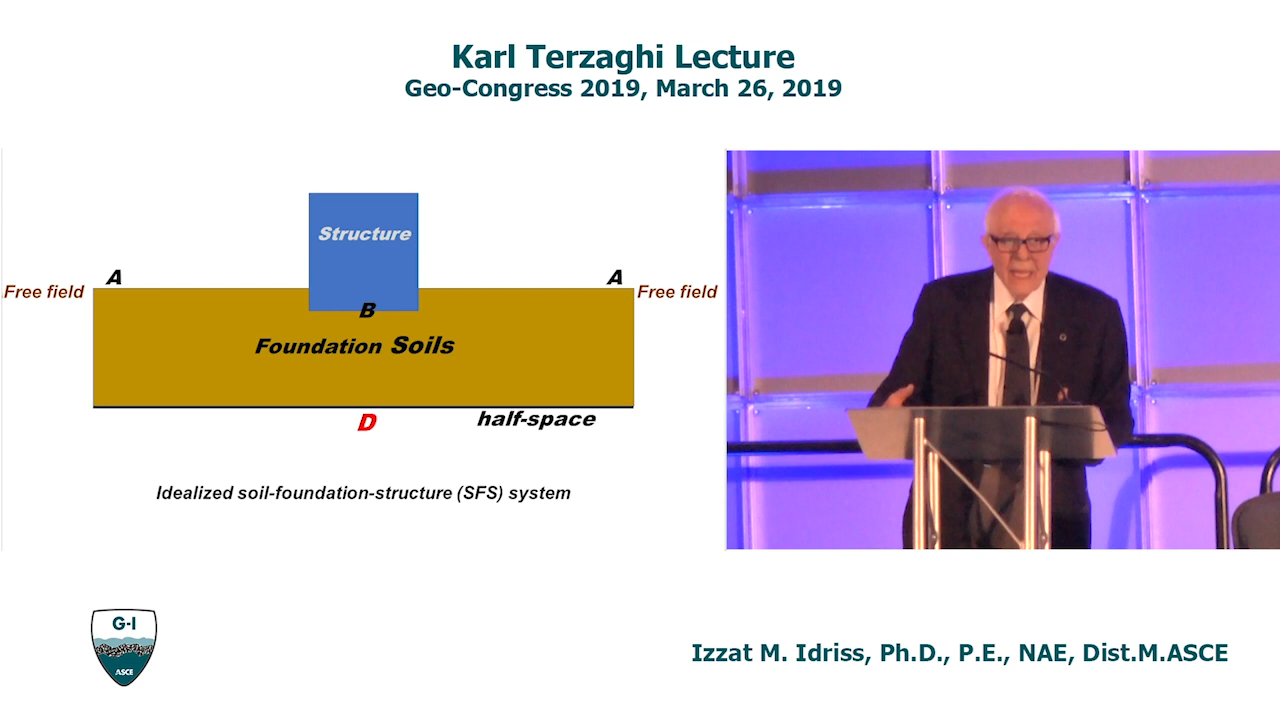 Karl Terzaghi Lecture
Geo-Congress 2019, March 26, 2019
Structure
A
A
Free field
Free field
B
Foundation Soils
D
half-space
Idealized soil-foundation-structure (SFS) system
G-I
ASCE
Izzat M. Idriss, Ph.D., P.E., NAE, Dist.M.ASCE